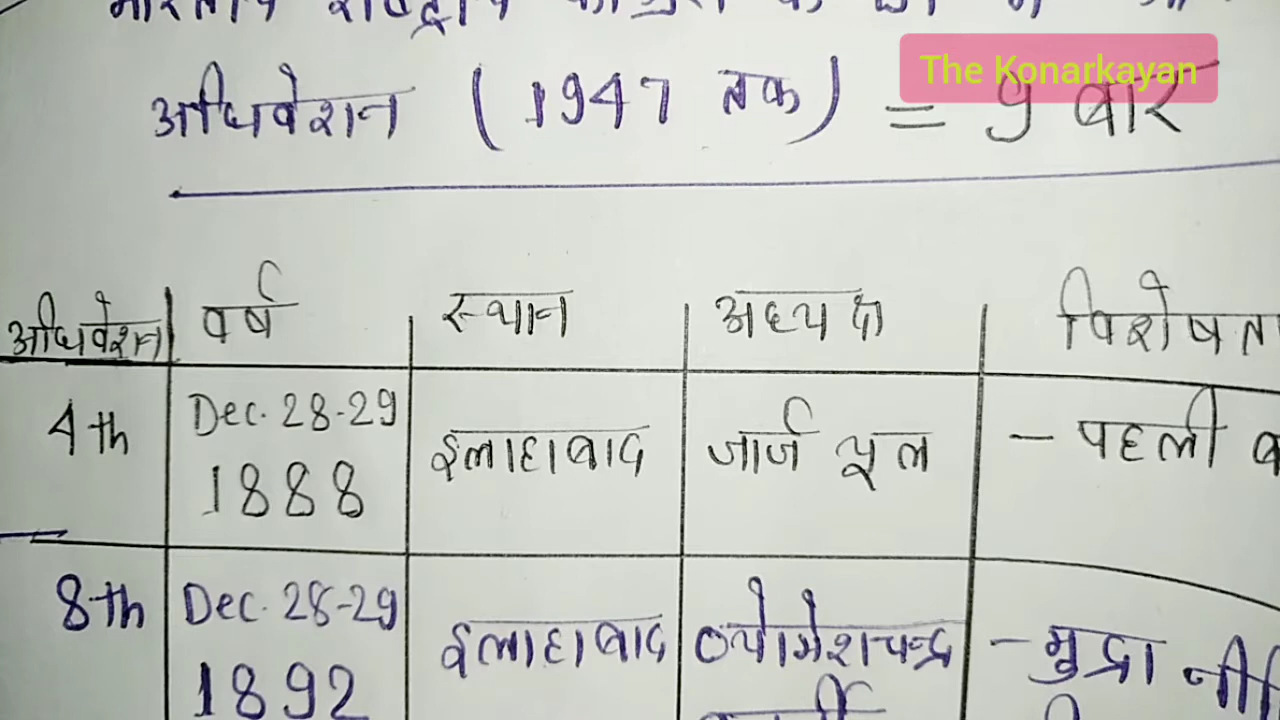 भारतीय राष्ट्रीय कांग्रेस के
अधिवेशन ( 1947 तक ) = 9 बार
The Konarkayan
अधिवेशन वर्ष स्थान अध्यक्ष
4th Dec. 28-29 1888 इलाहाबाद जार्ज यूल - पहली
8th Dec. 28-29 1892 इलाहाबाद व्योमेशचन्द्र - मुद्रा